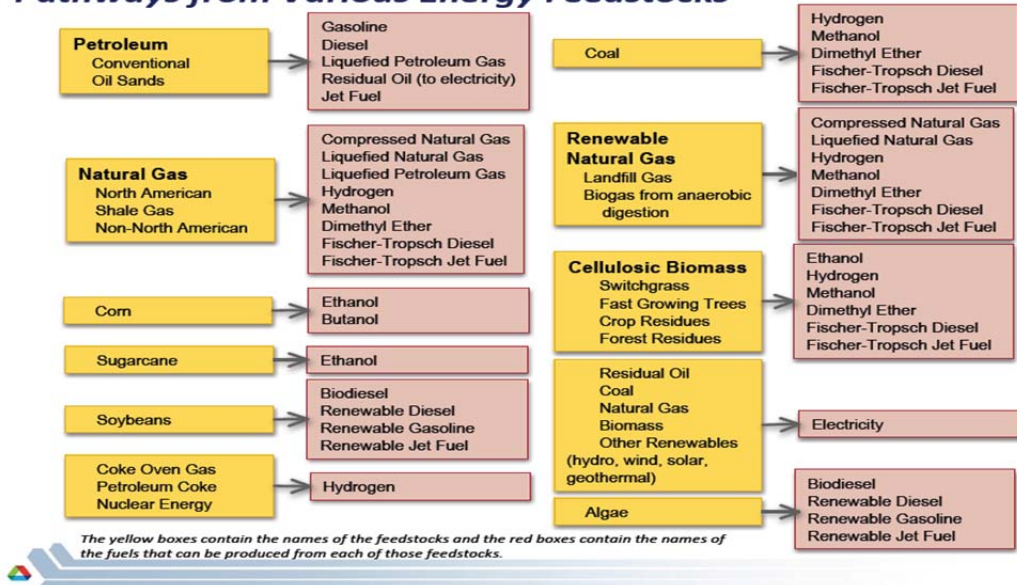 Pathways from Various Energy Feedstocks
Petroleum
Conventional
Oil Sands
Gasoline
Diesel
Liquefied Petroleum Gas
Residual Oil (to electricity)
Jet Fuel
Natural Gas
North American
Shale Gas
Non-North American
Compressed Natural Gas
Liquefied Natural Gas
Liquefied Petroleum Gas
Hydrogen
Methanol
Dimethyl Ether
Fischer-Tropsch Diesel
Fischer-Tropsch Jet Fuel
Corn
Ethanol
Butanol
Sugarcane
Ethanol
Soybeans
Biodiesel
Renewable Diesel
Renewable Gasoline
Renewable Jet Fuel
Coke Oven Gas
Petroleum Coke
Nuclear Energy
Hydrogen
Coal
Hydrogen
Methanol
Dimethyl Ether
Fischer-Tropsch Diesel
Fischer-Tropsch Jet Fuel
Renewable
Natural Gas
Landfill Gas
Biogas from anaerobic
digestion
Compressed Natural Gas
Liquefied Natural Gas
Hydrogen
Methanol
Dimethyl Ether
Fischer-Tropsch Diesel
Fischer-Tropsch Jet Fuel
Cellulosic Biomass
Switchgrass
Fast Growing Trees
Crop Residues
Forest Residues
Ethanol
Hydrogen
Methanol
Dimethyl Ether
Fischer-Tropsch Diesel
Fischer-Tropsch Jet Fuel
Residual Oil
Coal
Natural Gas
Biomass
Other Renewables
(hydro, wind, solar,
geothermal)
Electricity
Algae
Biodiesel
Renewable Diesel
Renewable Gasoline
Renewable Jet Fuel
The yellow boxes contain the names of the feedstocks and the red boxes contain the names of
the fuels that can be produced from each of those feedstocks.